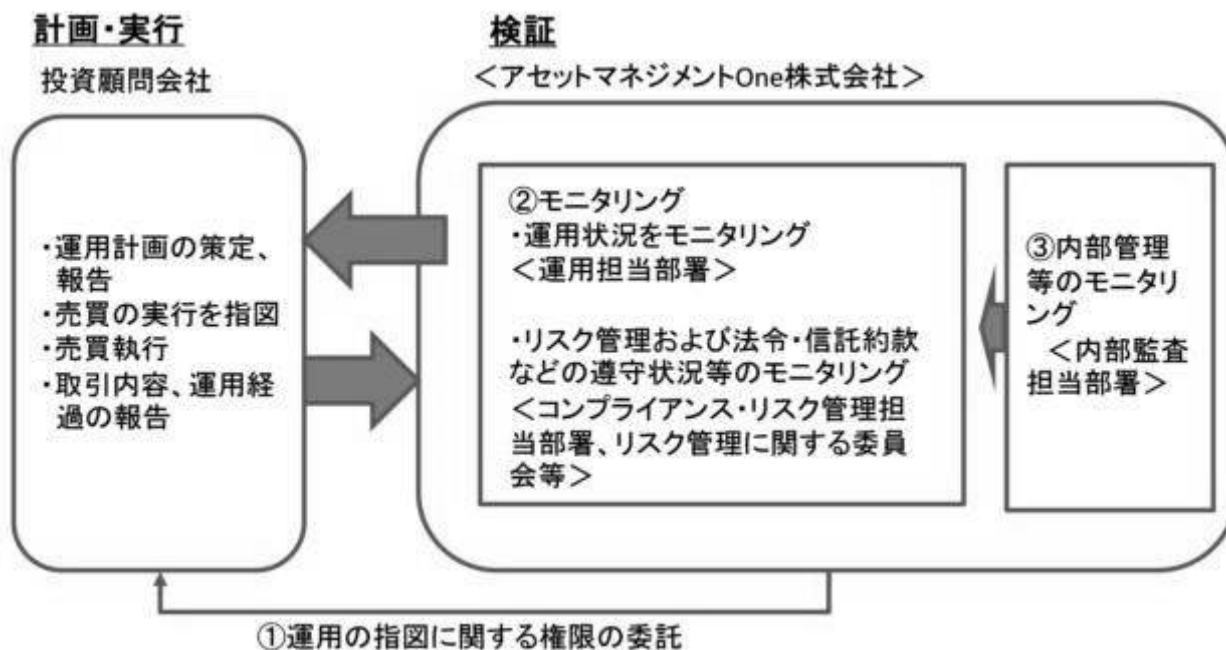 計画・実行
投資顧問会社
・運用計画の策定、
報告
・売買の実行を指図
・売買執行
・取引内容、運用経
過の報告
検証
＜アセットマネジメントOne株式会社＞
②モニタリング
・運用状況をモニタリング
＜運用担当部署＞
・リスク管理および法令・信託約款
などの遵守状況等のモニタリング
＜コンプライアンス・リスク管理担
当部署、リスク管理に関する委員
会等＞
③内部管理
等のモニタリ
ング
＜内部監査
担当部署＞
①運用の指図に関する権限の委託